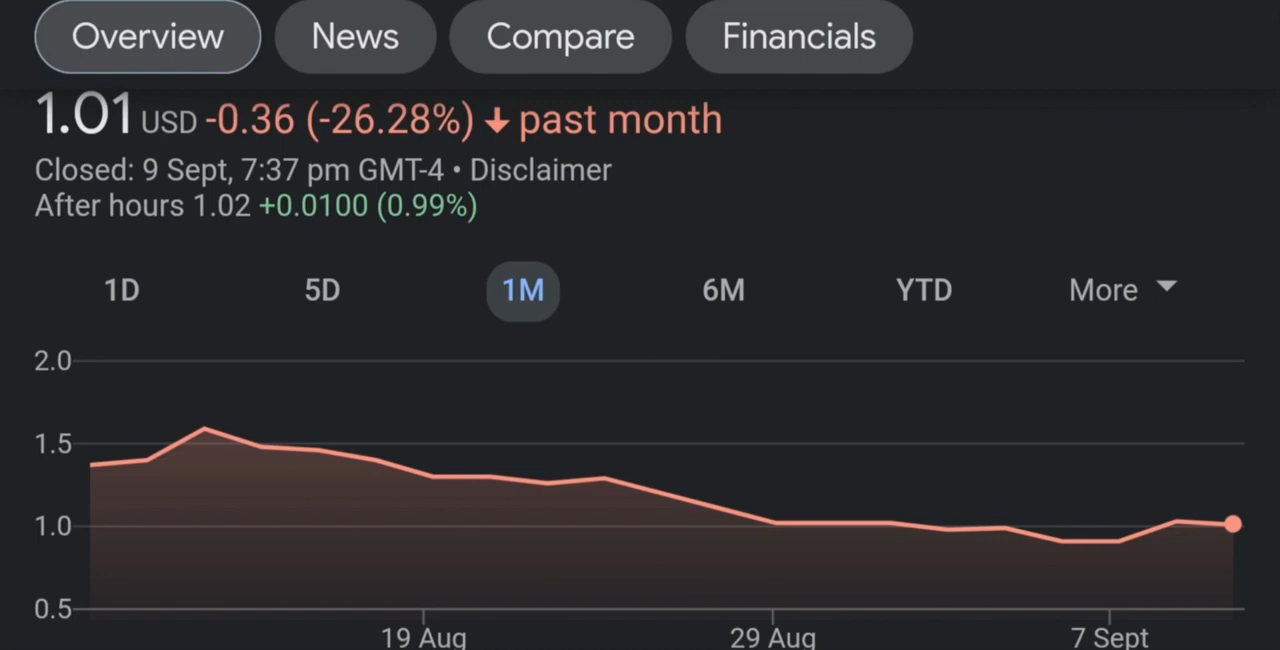 Overview News Compare Financials
1.01 USD -0.36 (-26.28%) ↓ past month
Closed: 9 Sept, 7:37 pm GMT-4 • Disclaimer
After hours 1.02 +0.0100 (0.99%)
1D 5D 1M 6M YTD More
2.0
1.5
1.0
0.5
19 Aug 29 Aug 7 Sept